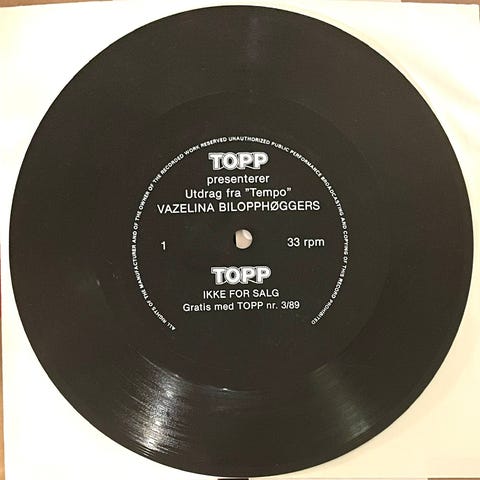 ALL RIGHTS OF THE MANUFACTURER AND OF THE OWNER OF THE RECORDED WORK RESERVED UNAUTHORIZED PUBLIC PERFORMANCE BROADCASTING AND COPYING OF THIS RECORD PROHIBITED
TOPP
presenterer
Utdrag fra "Tempo"
VAZELINA BILOPPHØGGERS
1 33 rpm
TOPP
IKKE FOR SALG
Gratis med TOPP nr. 3/89